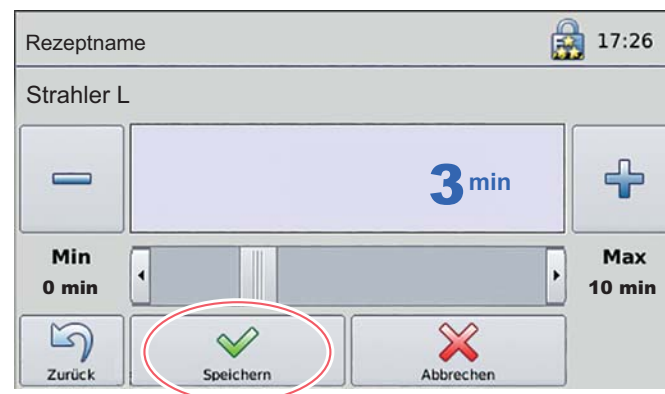 Rezeptname 17:26
Strahler L
3 min
Min Max
0 min 10 min
Zurück Speichern Abbrechen